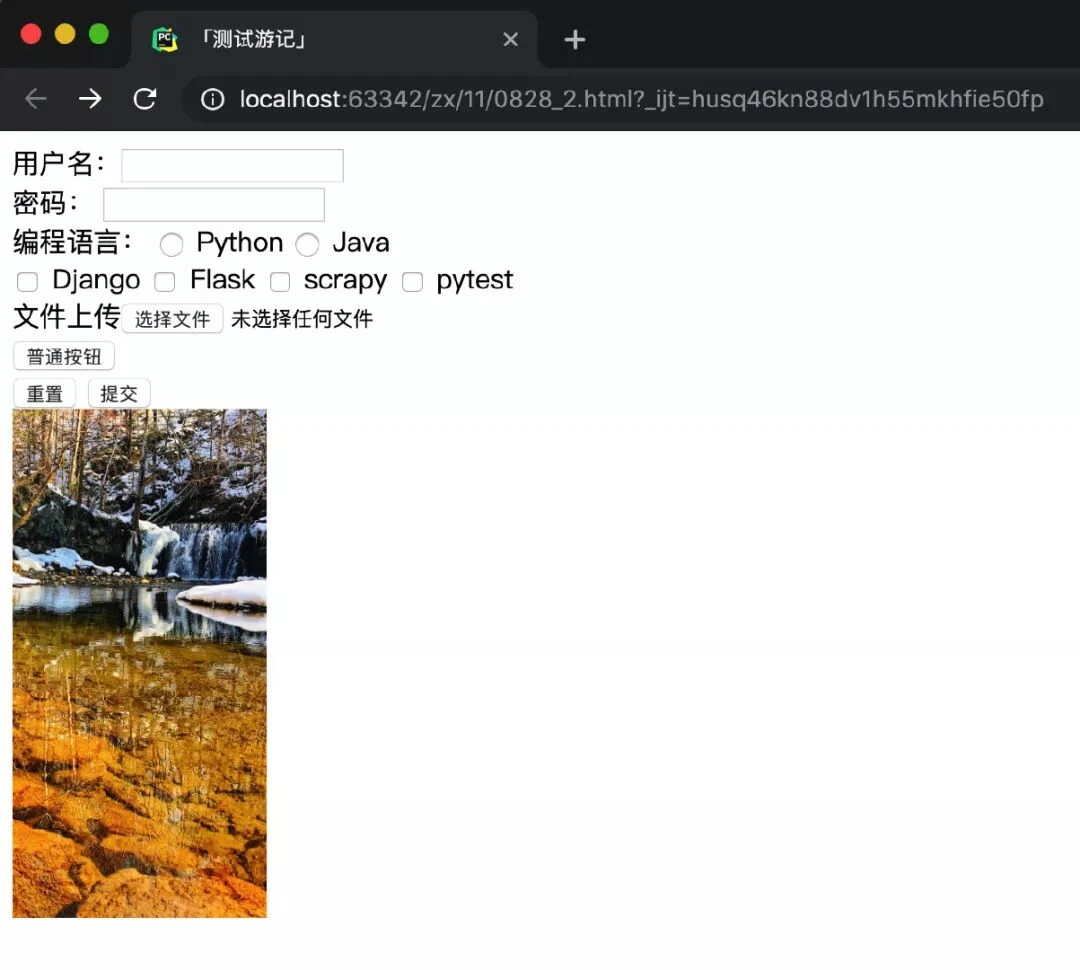 「测试游记」
localhost:63342/zx/11/0828_2.html?_ijt=husq46kn88dv1h55mkhfie50fp
用户名：
密码：
编程语言： Python Java
Django Flask scrapy pytest
文件上传 选择文件 未选择任何文件
普通按钮
重置 提交